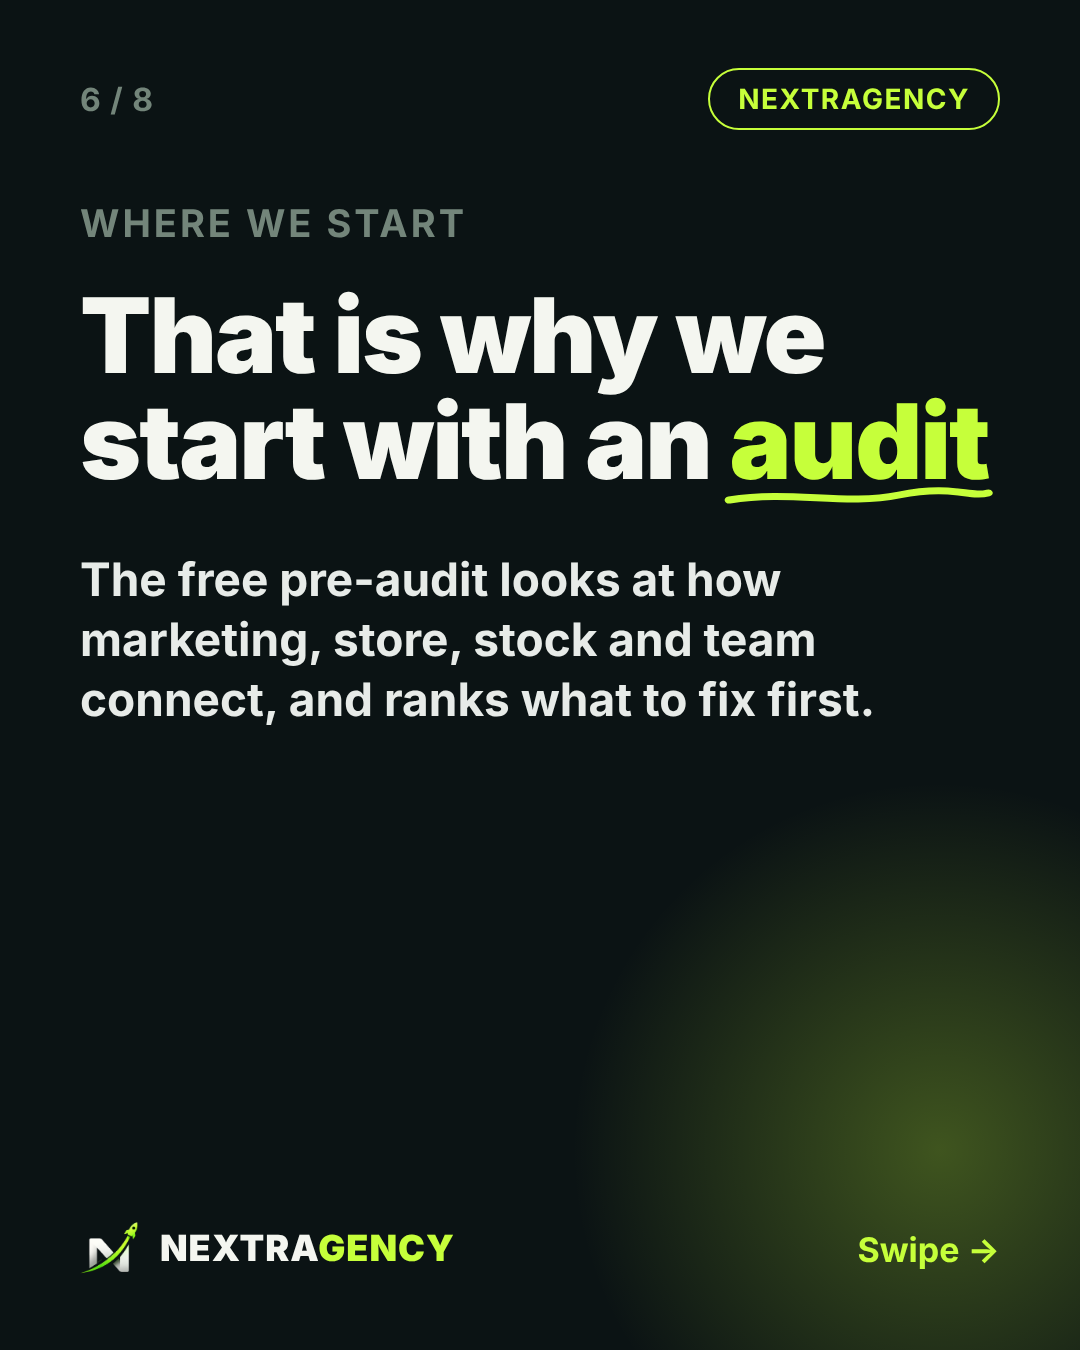 6 / 8
NEXTRAGENCY
WHERE WE START
That is why we
start with an audit
The free pre-audit looks at how
marketing, store, stock and team
connect, and ranks what to fix first.
NEXTRAGENCY
Swipe →